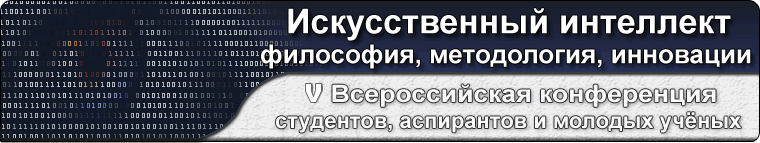 Искусственный интеллект
философия, методология, инновации
V Всероссийская конференция
студентов, аспирантов и молодых учёных